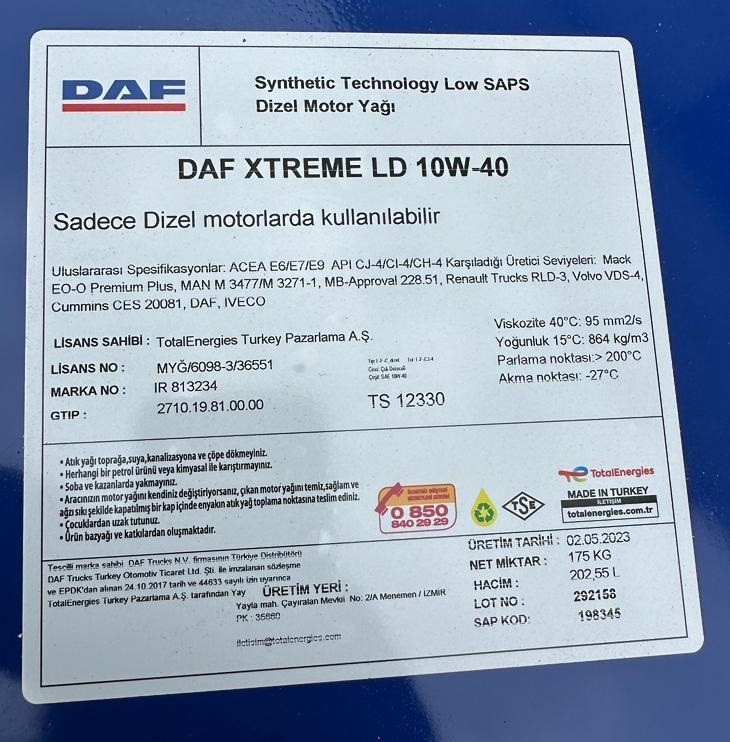 DAF
Synthetic Technology Low SAPS
Dizel Motor Yağı
DAF XTREME LD 10W-40
Sadece Dizel motorlarda kullanılabilir
Uluslararası Spesifikasyonlar: ACEA E6/E7/E9 API CJ-4/CI-4/CH-4 Karşıladığı Üretici Seviyeleri: Mack
EO-O Premium Plus, MAN M 3477/M 3271-1, MB-Approval 228.51, Renault Trucks RLD-3, Volvo VDS-4,
Cummins CES 20081, DAF, IVECO
LİSANS SAHİBİ : TotalEnergies Turkey Pazarlama A.Ş.
LİSANS NO : MYĞ/6098-3/36551
MARKA NO : IR 813234
GTIP : 2710.19.81.00.00
TS 12330
Viskozite 40°C: 95 mm2/s
Yoğunluk 15°C: 864 kg/m3
Parlama noktası:> 200°C
Akma noktası: -27°C
• Atık yağı toprağa,suya,kanalizasyona ve çöpe dökmeyiniz.
• Herhangi bir petrol ürünü veya kimyasal ile karıştırmayınız.
• Soba ve kazanlarda yakmayınız.
• Aracınızın motor yağını kendiniz değiştiriyorsanız, çıkan motor yağını temiz,sağlam ve
ağzı sıkı şekilde kapatılmış bir kap içinde enyakın atık yağ toplama noktasına teslim ediniz.
• Çocuklardan uzak tutunuz.
• Ürün bazyağı ve katkılardan oluşmaktadır.
0 850
840 29 29
TSE
TotalEnergies
MADE IN TURKEY
İLETİŞİM
totalenergies.com.tr
Tescilli marka sahibi DAF Trucks N.V. firmasının Türkiye Distribütörü
DAF Trucks Turkey Otomotiv Ticaret Ltd. Şti. ile imzalanan sözleşme
ve EPDK'dan alınan 24.10.2017 tarih ve 44633 sayılı izin uyarınca
TotalEnergies Turkey Pazarlama A.Ş. tarafından Yay
ÜRETİM YERİ :
Yayla mah. Çayıralan Mevkii No: 2/A Menemen / İZMİR
PK : 35660
iletisim@totalenergies.com
ÜRETİM TARİHİ : 02.05.2023
NET MİKTAR : 175 KG
HACİM : 202,55 L
LOT NO : 292158
SAP KOD: 198345